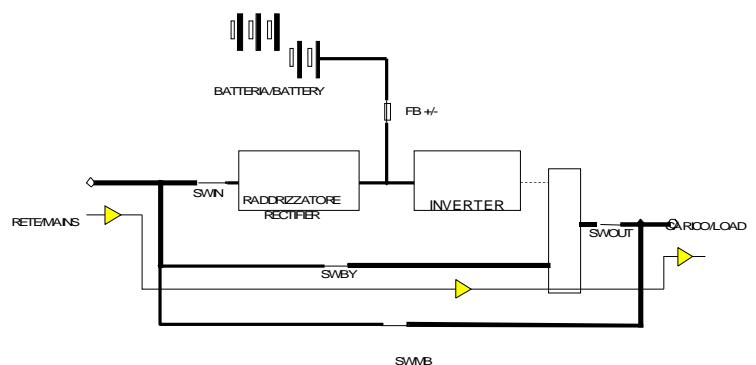 BATTERIA/BATTERY
FB +/-
SWIN
RADDRIZZATORE
RECTIFIER
INVERTER
RETE/MAINS
SWOUT
CARICO/LOAD
SWBY
SWMB